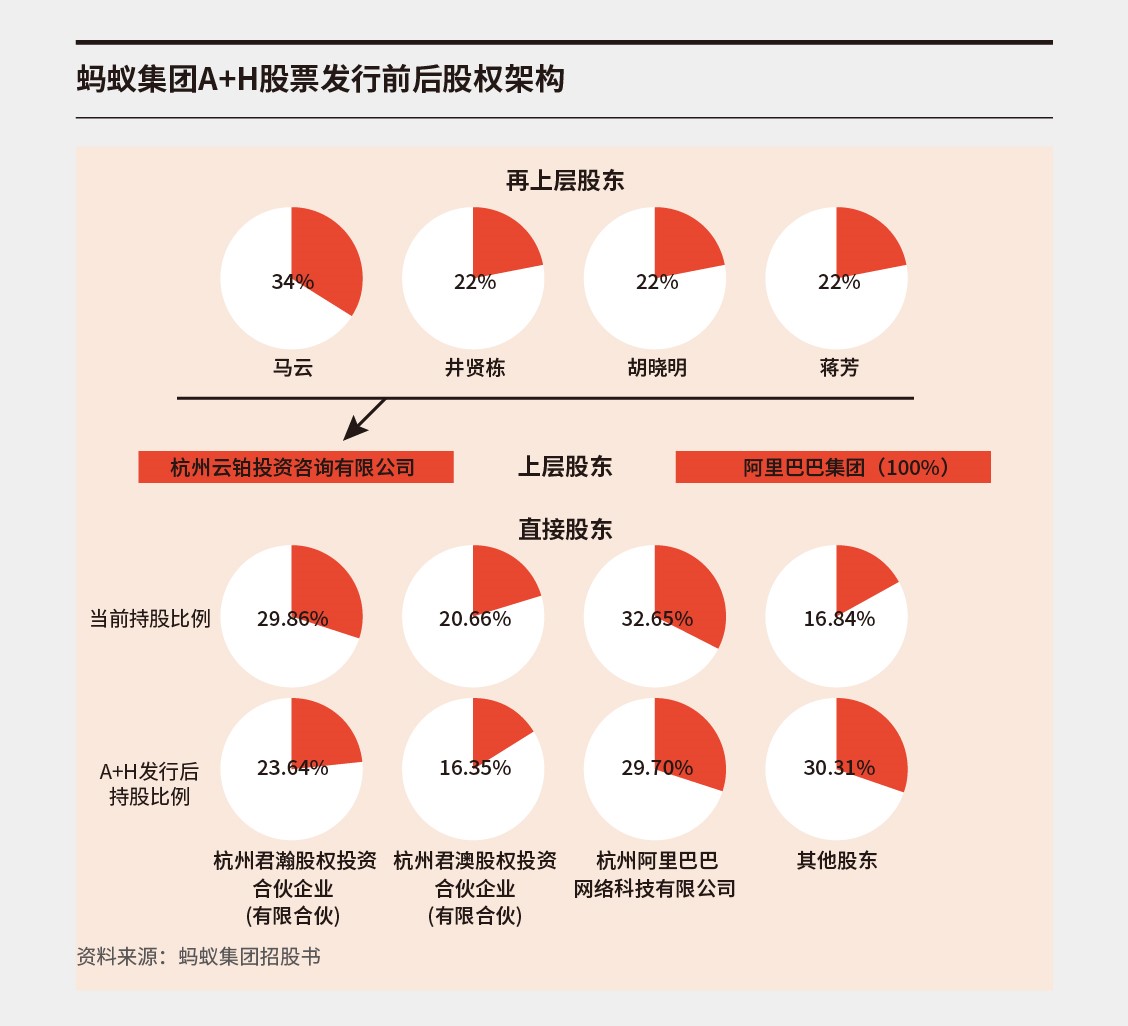 蚂蚁集团A+H股票发行前后股权架构
再上层股东
34%
22%
22%
22%
马云
井贤栋
胡晓明
蒋芳
杭州云铂投资咨询有限公司
上层股东
阿里巴巴集团（100%）
直接股东
当前持股比例
29.86%
20.66%
32.65%
16.84%
A+H发行后
持股比例
23.64%
16.35%
29.70%
30.31%
杭州君瀚股权投资
合伙企业
(有限合伙)
杭州君澳股权投资
合伙企业
(有限合伙)
杭州阿里巴巴
网络科技有限公司
其他股东
资料来源：蚂蚁集团招股书